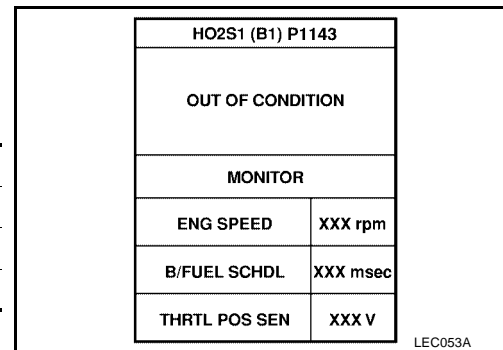 HO2S1 (B1) P1143
OUT OF CONDITION
MONITOR
ENG SPEED XXX rpm
B/FUEL SCHDL XXX msec
THRTL POS SEN XXX V
LEC053A